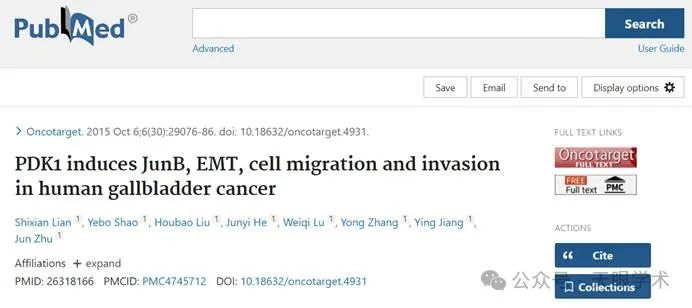 PubMed®
Search
Advanced
User Guide
Save
Email
Send to
Display options
> Oncotarget. 2015 Oct 6;6(30):29076-86. doi: 10.18632/oncotarget.4931.
PDK1 induces JunB, EMT, cell migration and invasion
in human gallbladder cancer
Shixian Lian 1, Yebo Shao 1, Houbao Liu 1, Junyi He 1, Weiqi Lu 1, Yong Zhang 1, Ying Jiang 1,
Jun Zhu 1
Affiliations + expand
PMID: 26318166 PMCID: PMC4745712 DOI: 10.18632/oncotarget.4931
FULL TEXT LINKS
Oncotarget
FULL TEXT
FREE
Full text
PMC
ACTIONS
Cite
Collections
公众号·无眠学术